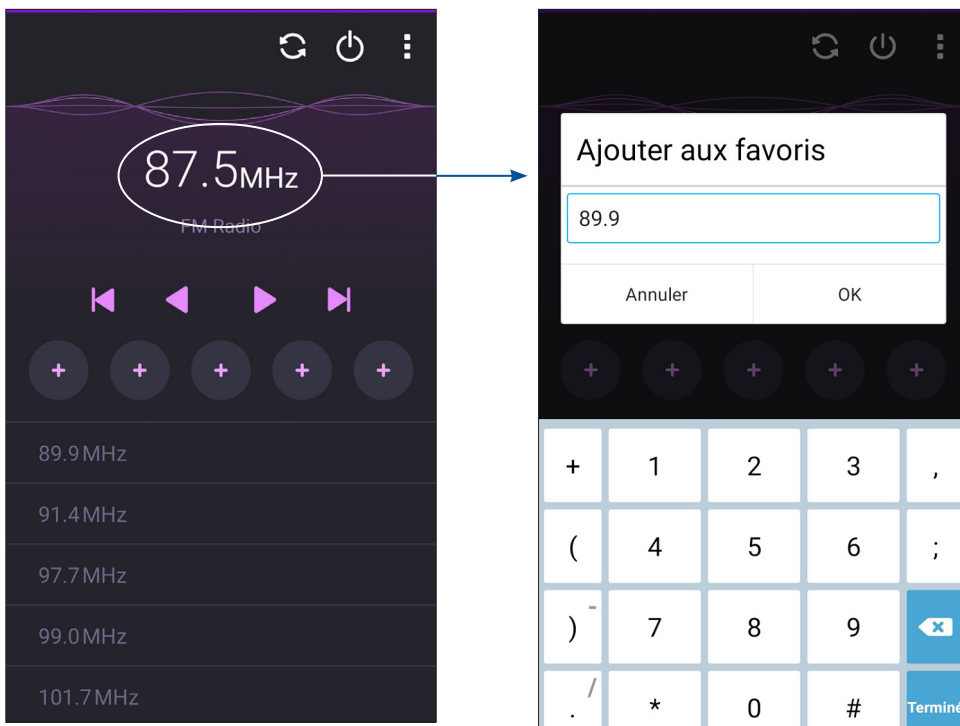 87.5MHz
FM Radio
+ + + + +
89.9MHz
91.4MHz
97.7MHz
99.0MHz
101.7MHz
Ajouter aux favoris
89.9
Annuler OK
+ + + + +
+ 1 2 3 ,
( 4 5 6 ;
) - 7 8 9
. / * 0 # Terminé